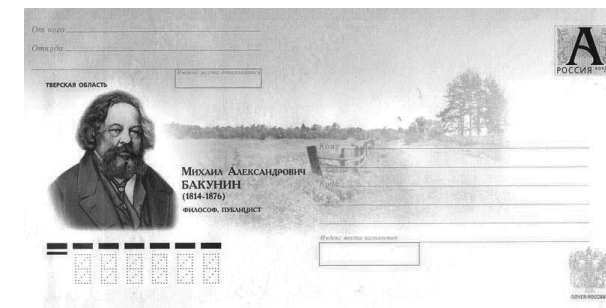 От кого
Откуда
Индекс места отправления
ТВЕРСКАЯ ОБЛАСТЬ
А
РОССИЯ
Кому
Куда
МИХАИЛ АЛЕКСАНДРОВИЧ
БАКУНИН
(1814-1876)
ФИЛОСОФ, ПУБЛИЦИСТ
Индекс места назначения